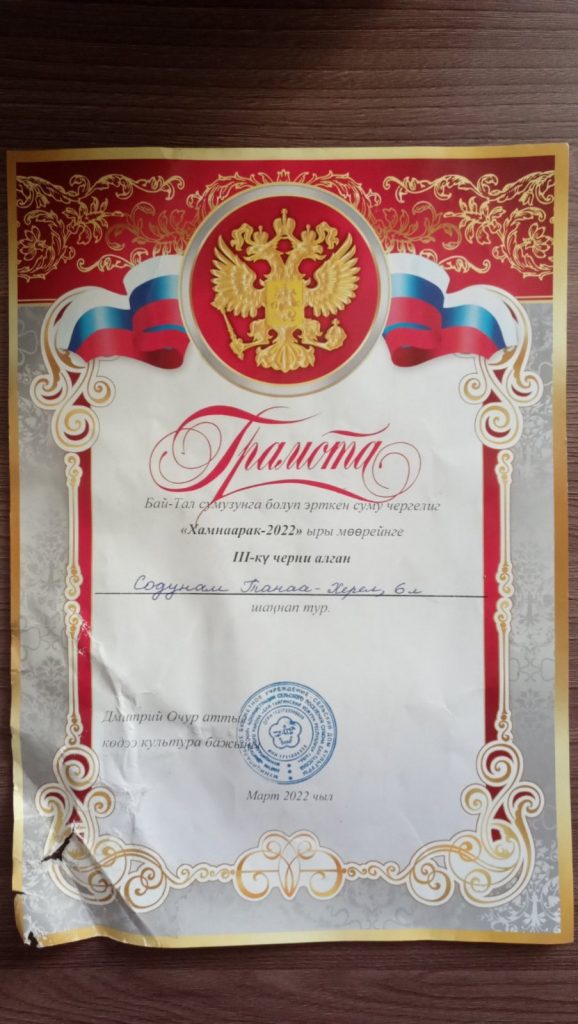 Грамота
Бай-Тал сумузунга болуп эрткен суму чергелиг
«Хамнаарак-2022» ыры мөөрейинге
III-кү черни алган
Содунам Танаа-Херел, 6 л
шаңнап тур.
Дмитрий Очур аттыг
көдээ культура бажыңы
Март 2022 чыл